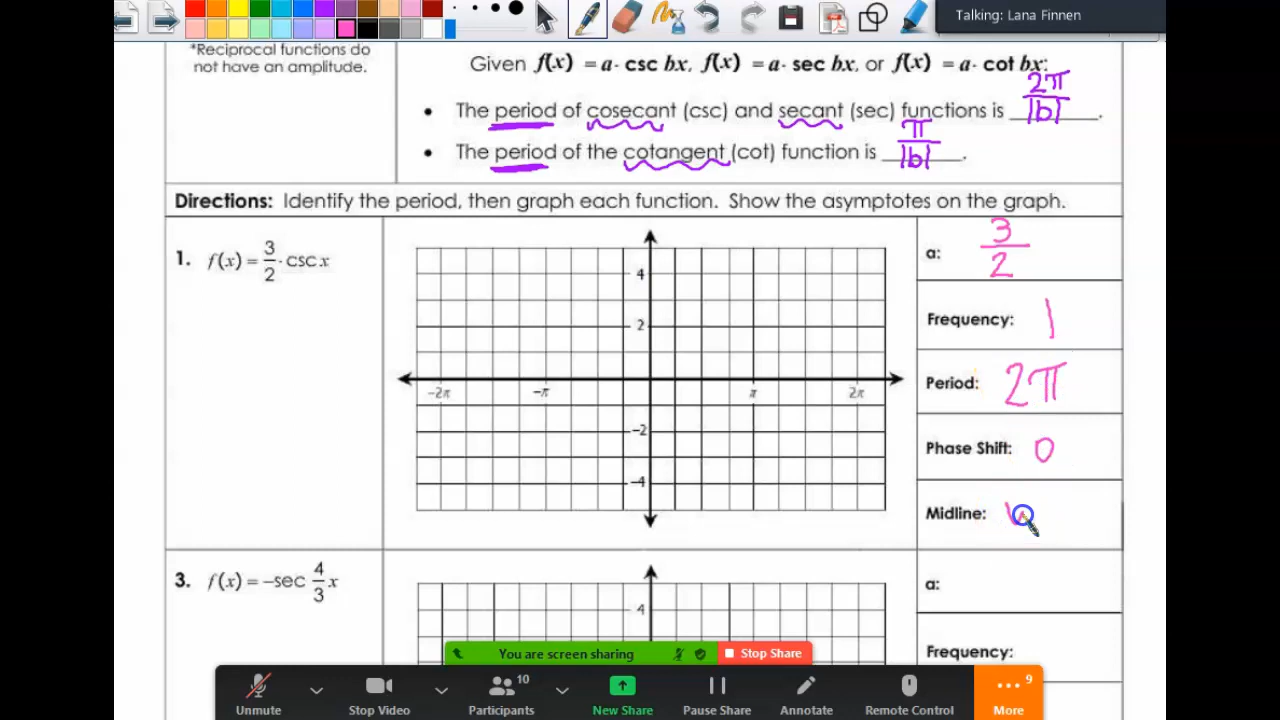 Talking: Lana Finnen
*Reciprocal functions do
not have an amplitude.
Given f(x) = a· csc bx, f(x) = a· sec bx, or f(x) = a· cot bx:
• The period of cosecant (csc) and secant (sec) functions is 2π/|b|.
• The period of the cotangent (cot) function is π/|b|.
Directions: Identify the period, then graph each function. Show the asymptotes on the graph.
1. f(x) = 3/2 · csc x
4
2
-2π
-π
π
2π
-2
-4
a: 3/2
Frequency: 1
Period: 2π
Phase Shift: 0
Midline:
3. f(x) = -sec 4/3 x
4
a:
Frequency:
You are screen sharing
Stop Share
Unmute
Stop Video
Participants
10
New Share
Pause Share
Annotate
Remote Control
More
9